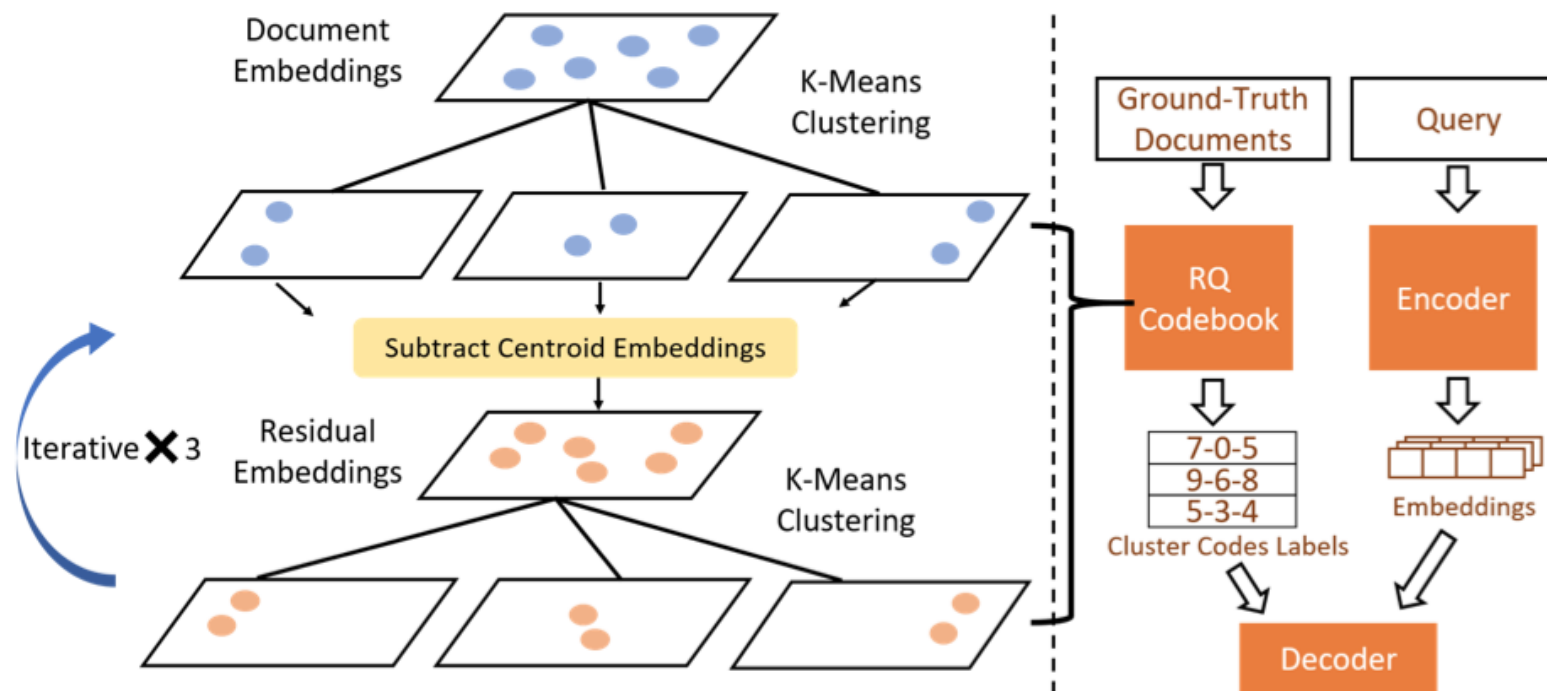 Document
Embeddings
K-Means
Clustering
Subtract Centroid Embeddings
Iterative ✖ 3
Residual
Embeddings
K-Means
Clustering
Ground-Truth
Documents
Query
RQ
Codebook
Encoder
7-0-5
9-6-8
5-3-4
Cluster Codes Labels
Embeddings
Decoder